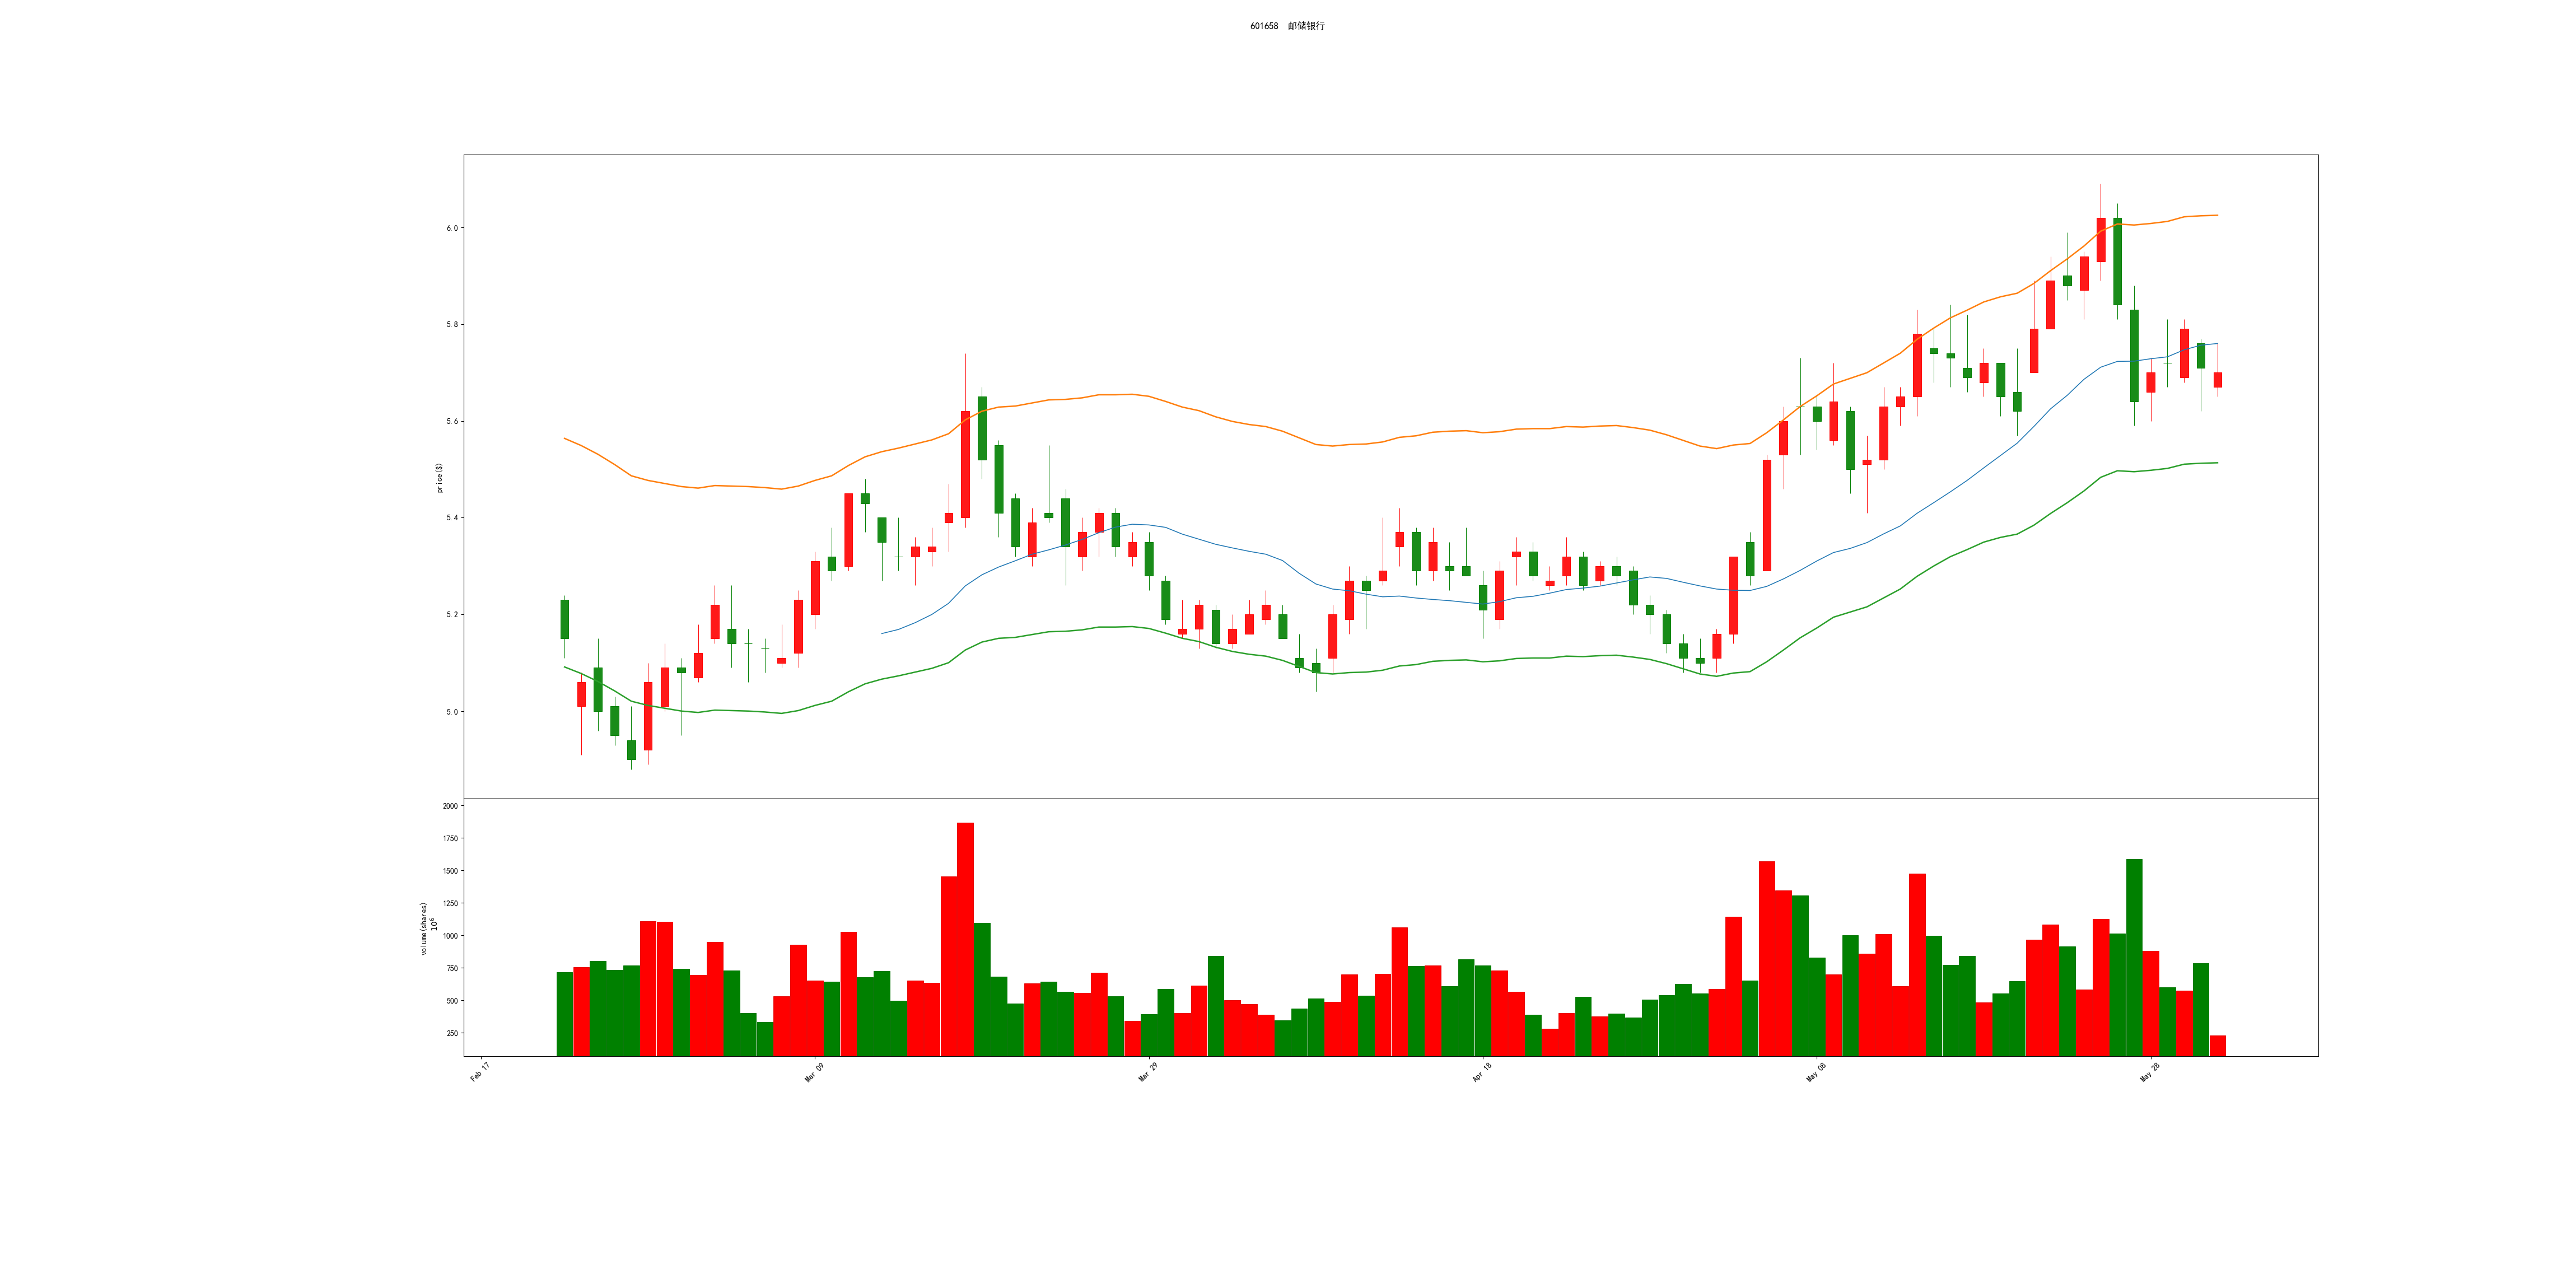 601658 邮储银行
price($)
6.0
5.8
5.6
5.4
5.2
5.0
volume(shares)
10⁶
2000
1750
1500
1250
1000
750
500
250
Feb 17
Mar 09
Mar 29
Apr 18
May 08
May 28